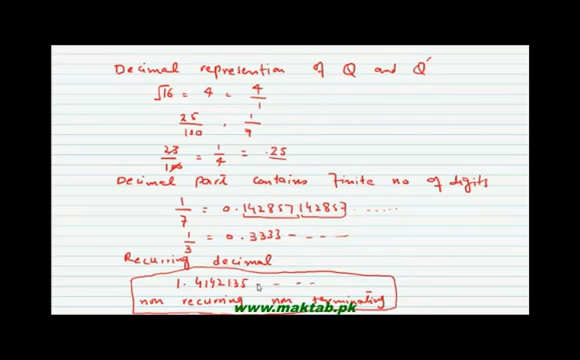 Decimal represention of Q and Q'
√16 = 4 = 4/1
25/100 , 1/7
25/100 = 1/4 = .25
Decimal part contains finite no of digits
1/7 = 0.142857 142857 ......
1/3 = 0.3333 - - - -
Recurring decimal
1.4142135 - - - -
non recurring non terminating
www.maktab.pk